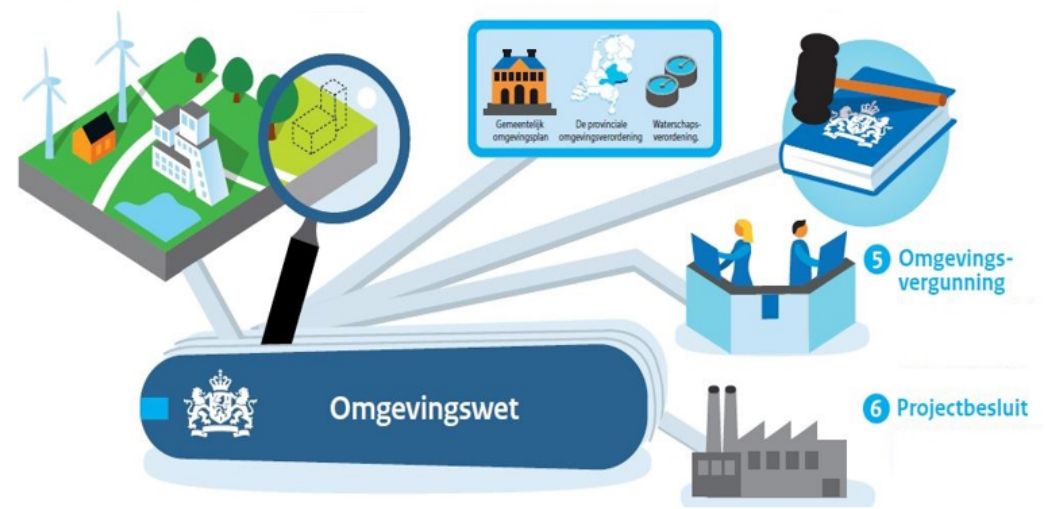 Gemeentelijk
omgevingsplan
De provinciale
omgevingsverordening
Waterschaps-
verordening.
5 Omgevings-
vergunning
Omgevingswet
6 Projectbesluit